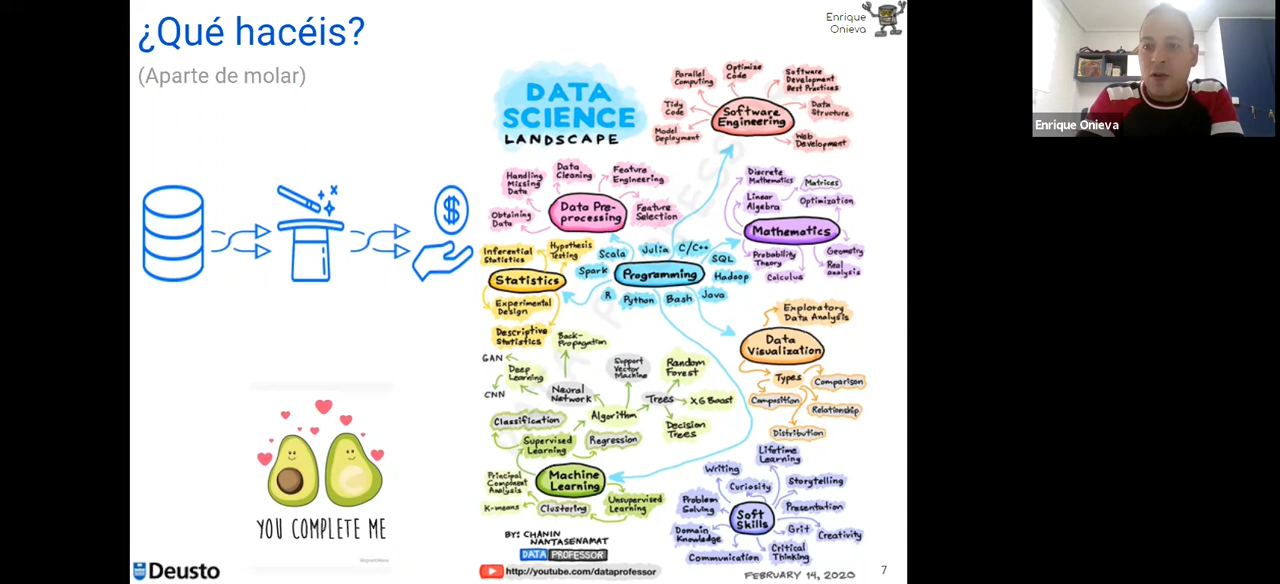 ¿Qué hacéis?
(Aparte de molar)
Enrique
Onieva
Enrique Onieva
DATA
SCIENCE
LANDSCAPE
Parallel
Computing
Optimize
Code
Software
Development
Best Practices
Tidy
Code
Software
Engineering
Data
Structure
Model
Deployment
Web
Development
Handling
Missing
Data
Data
Cleaning
Feature
Engineering
Obtaining
Data
Data Pre-
processing
Feature
Selection
Discrete
Mathematics
Matrices
Linear
Algebra
Optimization
Mathematics
Probability
Theory
Calculus
Geometry
Real
analysis
Inferential
Statistics
Hypothesis
Testing
Statistics
Experimental
Design
Descriptive
Statistics
Scala
Julia
C/C++
SQL
Spark
Programming
Hadoop
R
Python
Bash
Java
Exploratory
Data Analysis
Data
Visualization
Types
Comparison
Composition
Relationship
Distribution
Back-
Propagation
GAN
Deep
Learning
CNN
Neural
Network
Support
Vector
Machine
Random
Forest
Trees
XG Boost
Decision
Trees
Algorithm
Classification
Supervised
Learning
Regression
Machine
Learning
Principal
Component
Analysis
K-means
Clustering
Unsupervised
Learning
Lifetime
Learning
Writing
Curiosity
Storytelling
Problem
Solving
Soft
Skills
Presentation
Grit
Creativity
Domain
Knowledge
Communication
Critical
Thinking
YOU COMPLETE ME
BY: CHANIN
NANTASENAMAT
DATA PROFESSOR
http://youtube.com/dataprofessor
FEBRUARY 14, 2020
7
Deusto